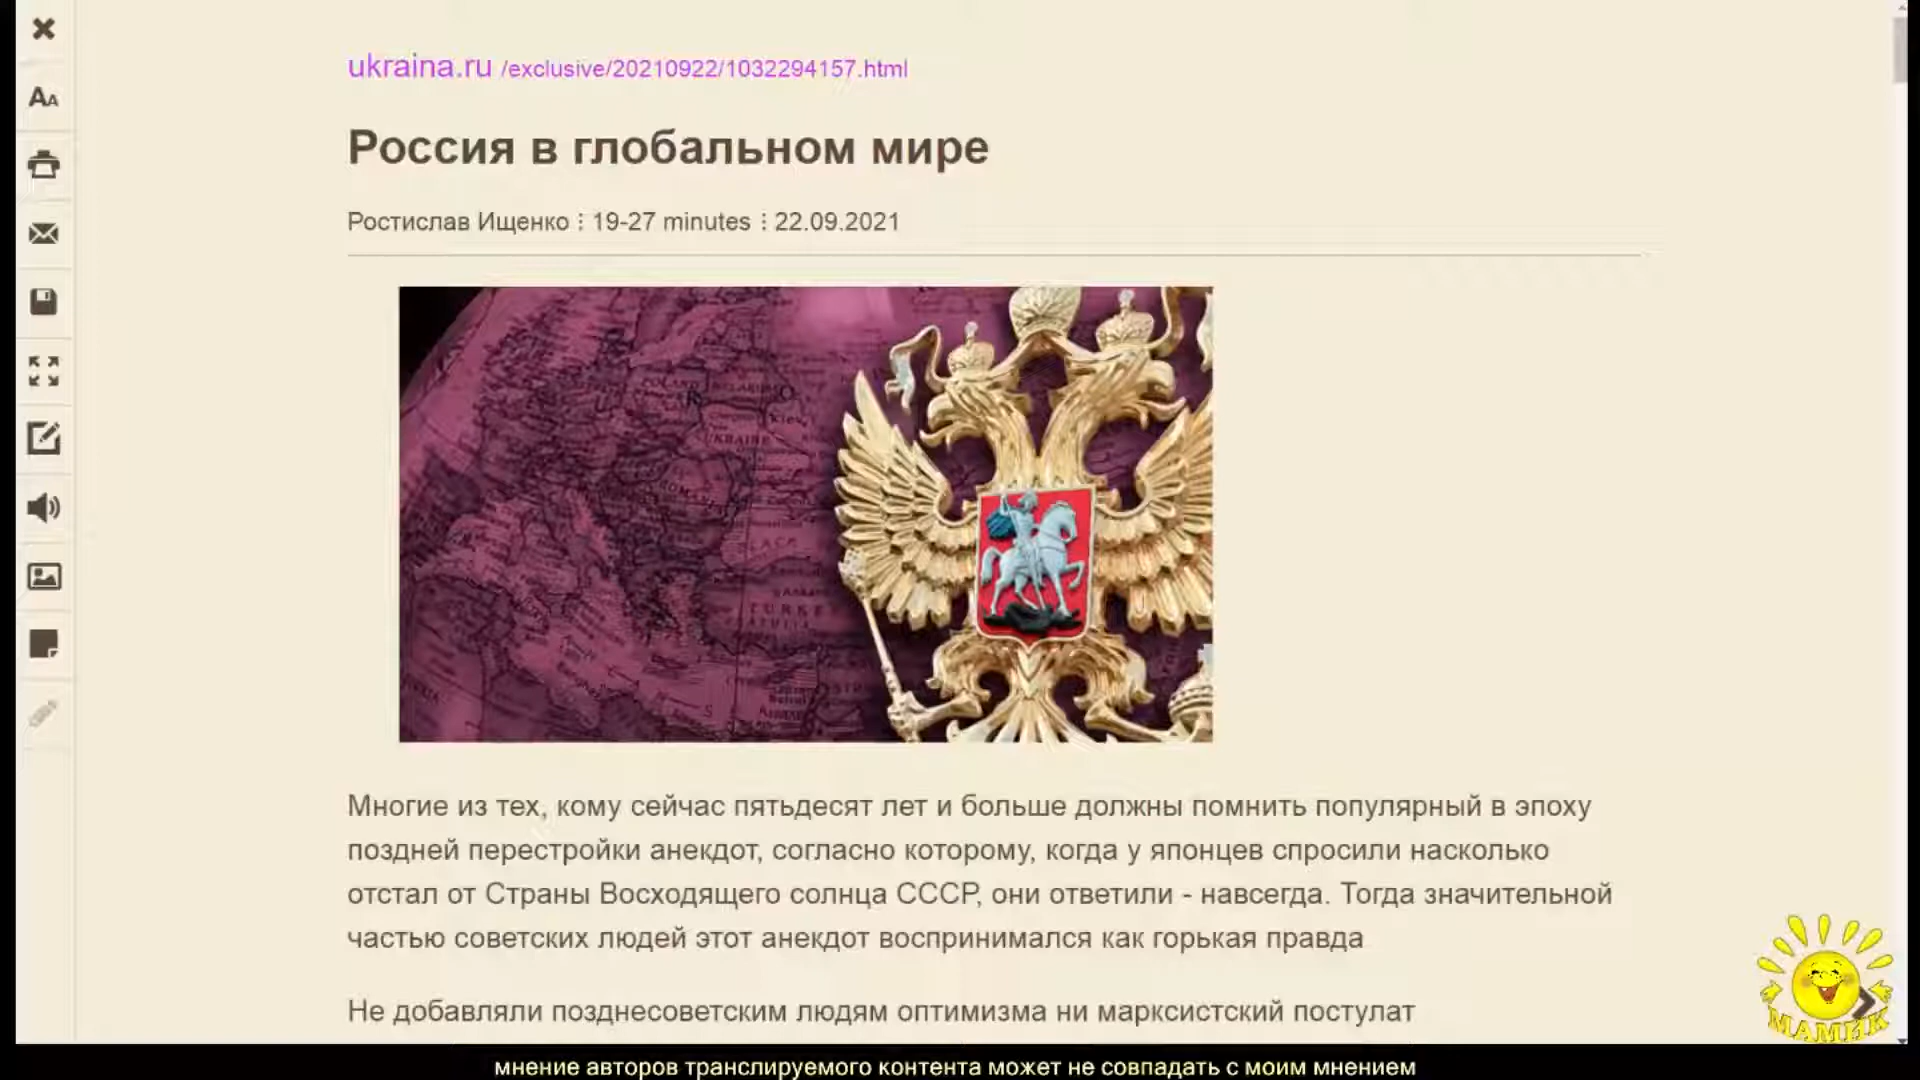 ukraina.ru /exclusive/20210922/1032294157.html
Россия в глобальном мире
Ростислав Ищенко ⁝ 19-27 minutes ⁝ 22.09.2021
POLAND
Kiev
UKRAINE
TURKEY
Многие из тех, кому сейчас пятьдесят лет и больше должны помнить популярный в эпоху
поздней перестройки анекдот, согласно которому, когда у японцев спросили насколько
отстал от Страны Восходящего солнца СССР, они ответили - навсегда. Тогда значительной
частью советских людей этот анекдот воспринимался как горькая правда
Не добавляли позднесоветским людям оптимизма ни марксистский постулат
МАМИК
мнение авторов транслируемого контента может не совпадать с моим мнением